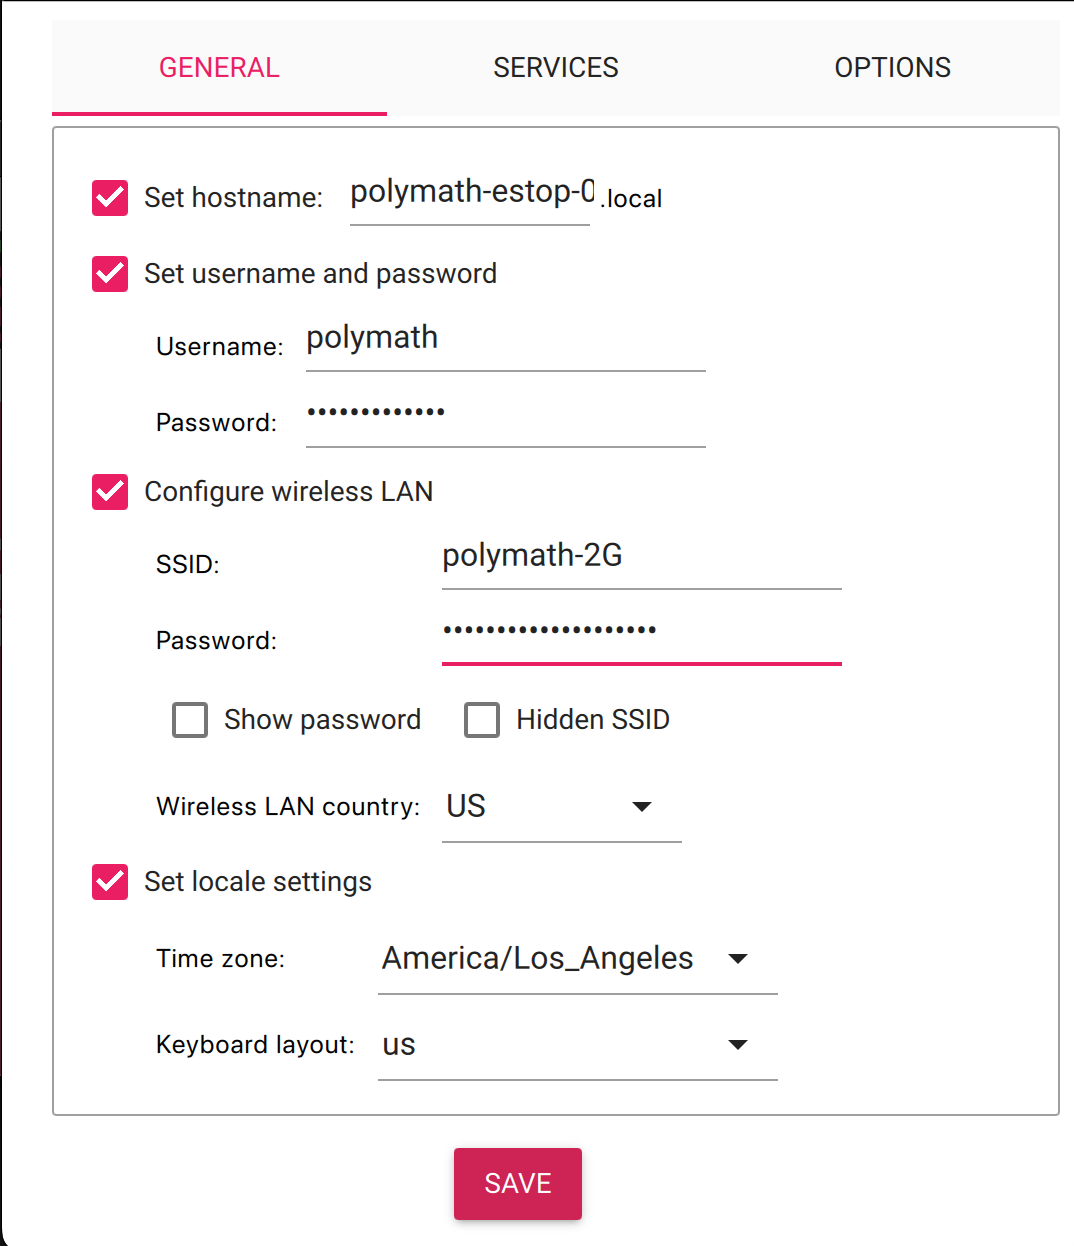 GENERAL SERVICES OPTIONS
Set hostname: polymath-estop-0 .local
Set username and password
Username: polymath
Password: •••••••••••••
Configure wireless LAN
SSID: polymath-2G
Password: ••••••••••••••••••••
Show password Hidden SSID
Wireless LAN country: US
Set locale settings
Time zone: America/Los_Angeles
Keyboard layout: us
SAVE